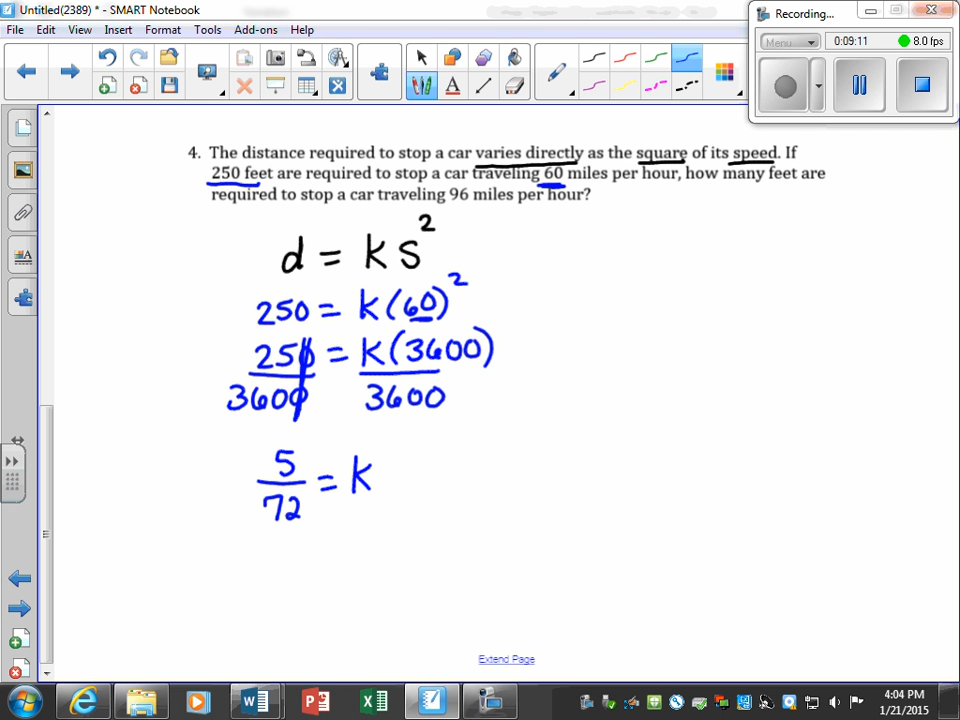 Untitled(2389) * - SMART Notebook
Recording...
File Edit View Insert Format Tools Add-ons Help
Menu 0:09:11 8.0 fps
4. The distance required to stop a car varies directly as the square of its speed. If
250 feet are required to stop a car traveling 60 miles per hour, how many feet are
required to stop a car traveling 96 miles per hour?
d = k s²
250 = k(60)²
250 = k(3600)
3600 3600
5/72 = k
Extend Page
4:04 PM
1/21/2015